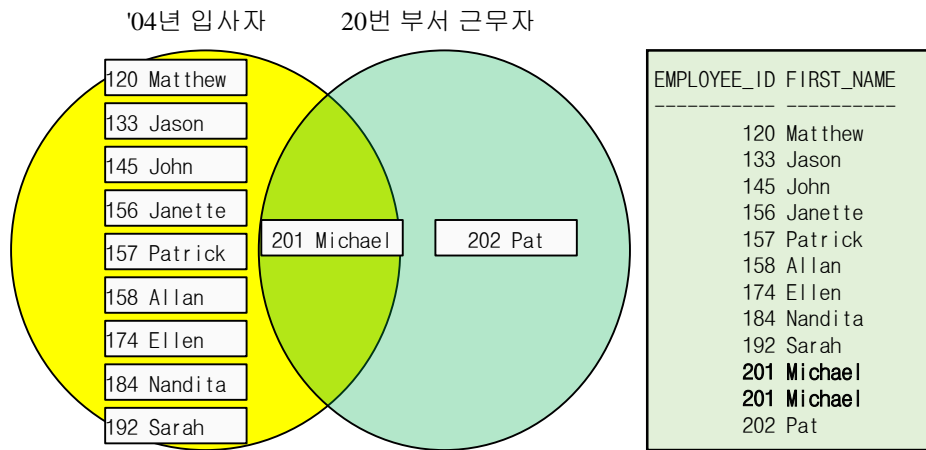 '04년 입사자
20번 부서 근무자
120 Matthew
133 Jason
145 John
156 Janette
157 Patrick
158 Allan
174 Ellen
184 Nandita
192 Sarah
201 Michael
202 Pat
EMPLOYEE_ID FIRST_NAME
----------- ----------
120 Matthew
133 Jason
145 John
156 Janette
157 Patrick
158 Allan
174 Ellen
184 Nandita
192 Sarah
201 Michael
201 Michael
202 Pat